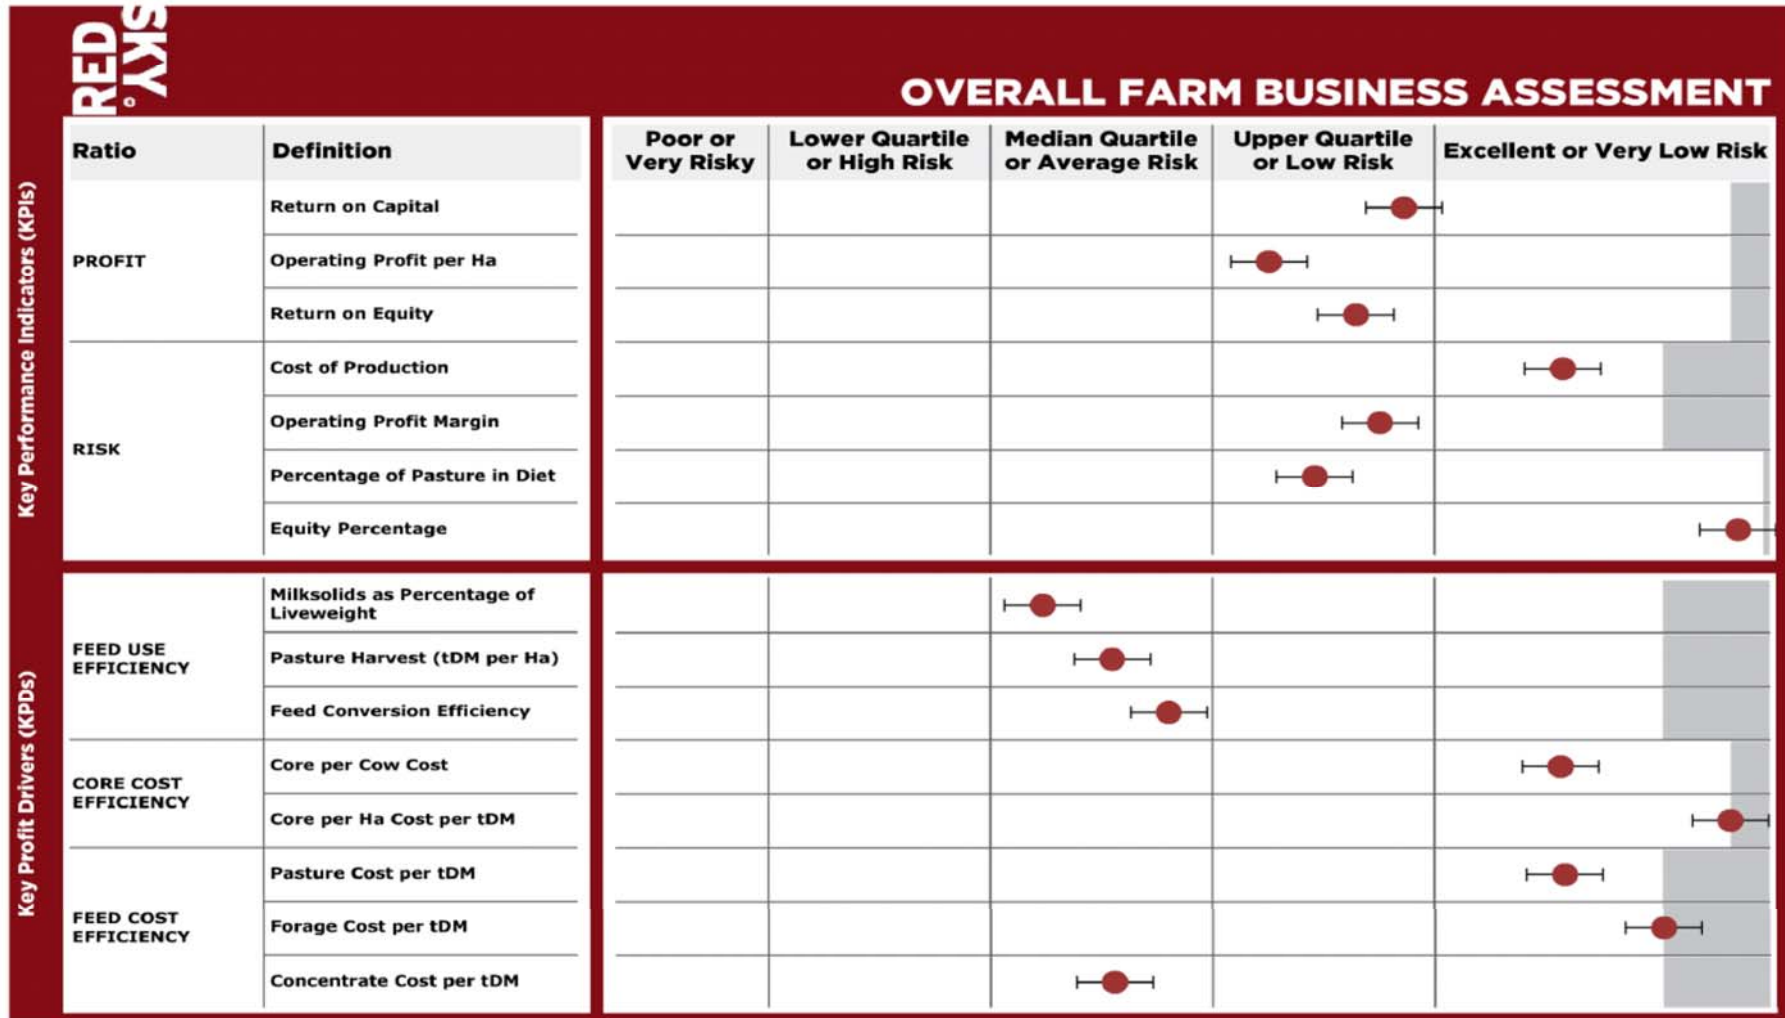 RED
SKY
©
OVERALL FARM BUSINESS ASSESSMENT
Key Performance Indicators (KPIs)
Ratio
Definition
Poor or
Very Risky
Lower Quartile
or High Risk
Median Quartile
or Average Risk
Upper Quartile
or Low Risk
Excellent or Very Low Risk
PROFIT
Return on Capital
Operating Profit per Ha
Return on Equity
RISK
Cost of Production
Operating Profit Margin
Percentage of Pasture in Diet
Equity Percentage
Key Profit Drivers (KPDs)
FEED USE
EFFICIENCY
Milksolids as Percentage of
Liveweight
Pasture Harvest (tDM per Ha)
Feed Conversion Efficiency
CORE COST
EFFICIENCY
Core per Cow Cost
Core per Ha Cost per tDM
FEED COST
EFFICIENCY
Pasture Cost per tDM
Forage Cost per tDM
Concentrate Cost per tDM